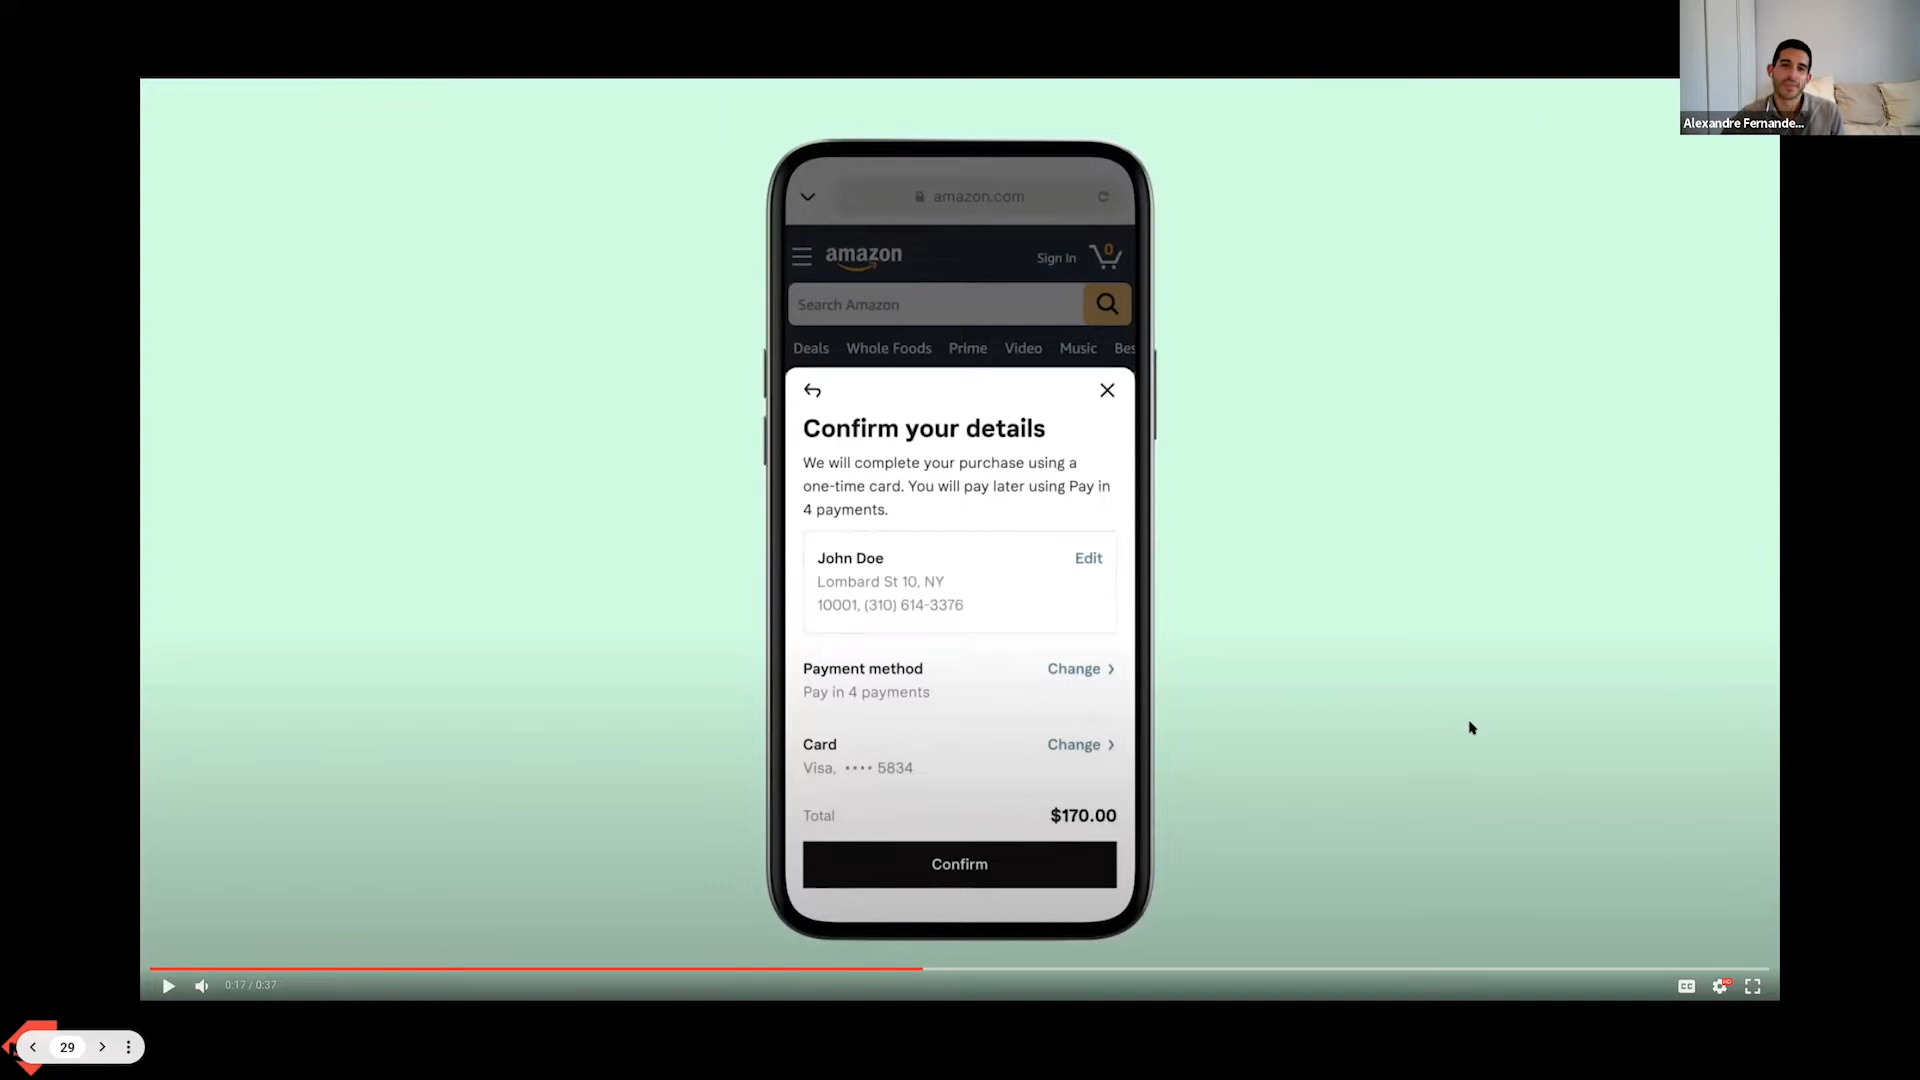 Alexandre Fernande...
amazon.com
amazon
Sign In
0
Search Amazon
Deals Whole Foods Prime Video Music Bes
Confirm your details
We will complete your purchase using a
one-time card. You will pay later using Pay in
4 payments.
John Doe Edit
Lombard St 10, NY
10001, (310) 614-3376
Payment method Change >
Pay in 4 payments
Card Change >
Visa, •••• 5834
Total $170.00
Confirm
0:17 / 0:37
CC
HD
29